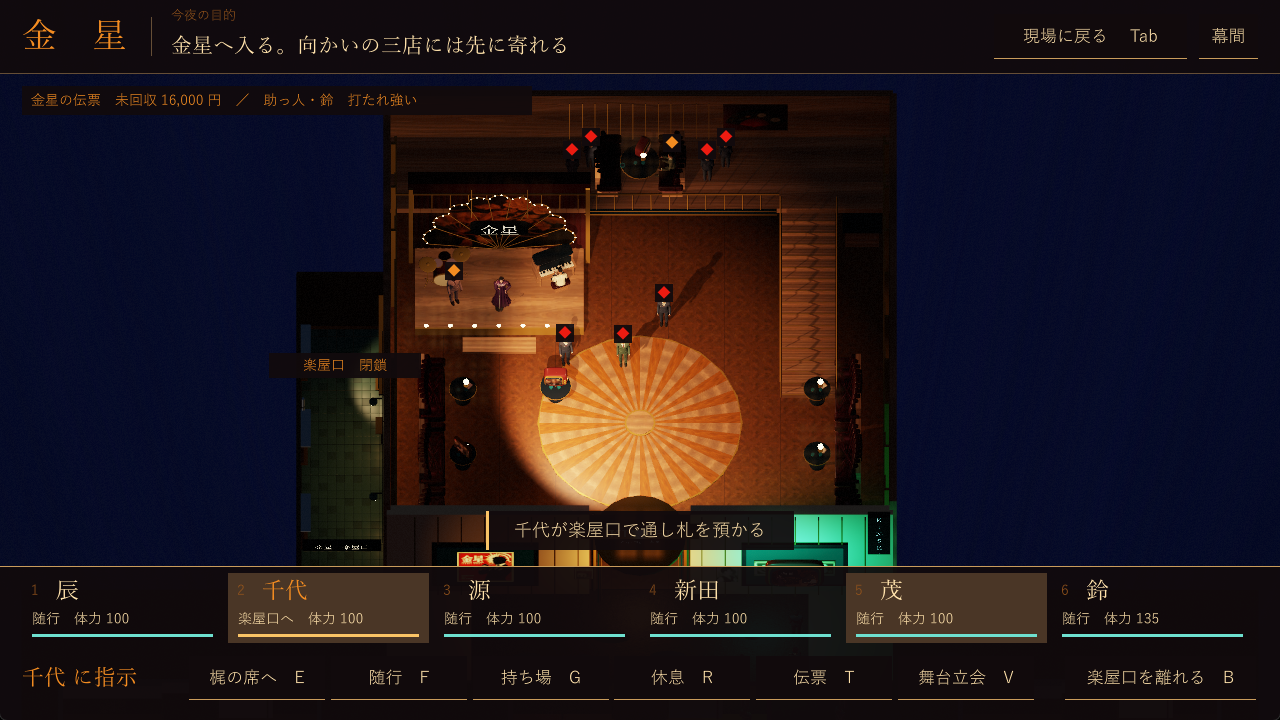 金 星
今夜の目的
金星へ入る。向かいの三店には先に寄れる
現場に戻る Tab
幕間
金星の伝票 未回収 16,000 円 ／ 助っ人・鈴 打たれ強い
金星
楽屋口 閉鎖
千代が楽屋口で通し札を預かる
1 辰
随行 体力 100
2 千代
楽屋口へ 体力 100
3 源
随行 体力 100
4 新田
随行 体力 100
5 茂
随行 体力 100
6 鈴
随行 体力 135
千代 に指示
梶の席へ E
随行 F
持ち場 G
休息 R
伝票 T
舞台立会 V
楽屋口を離れる B